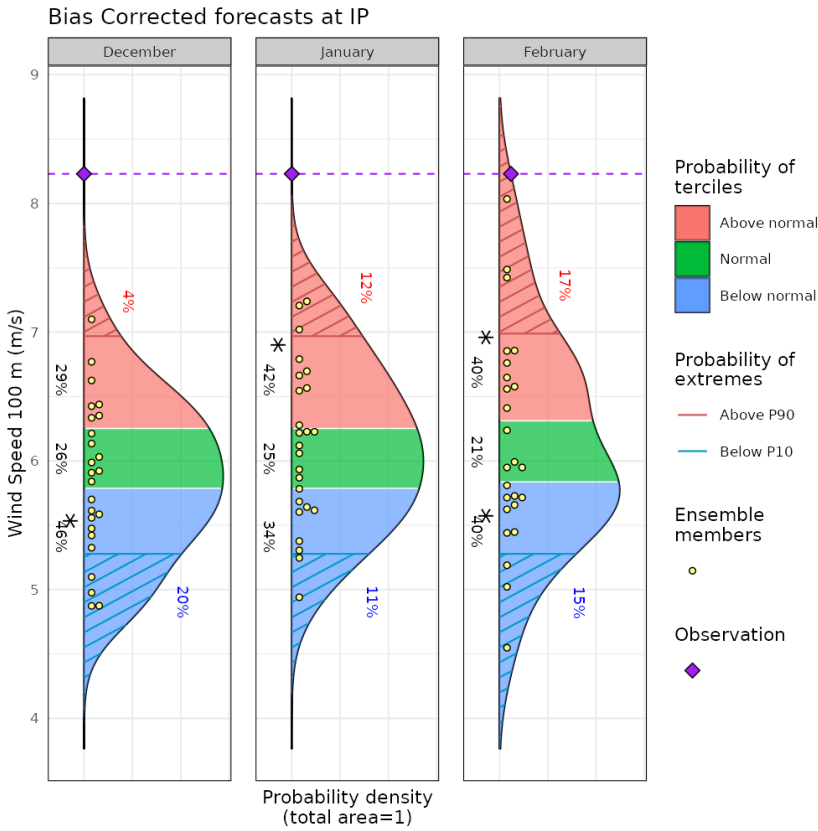 Bias Corrected forecasts at IP
December
January
February
Wind Speed 100 m (m/s)
9
8
7
6
5
4
4%
29%
26%
46%
20%
12%
42%
25%
34%
11%
17%
40%
21%
40%
15%
Probability density
(total area=1)
Probability of
terciles
Above normal
Normal
Below normal
Probability of
extremes
Above P90
Below P10
Ensemble
members
Observation